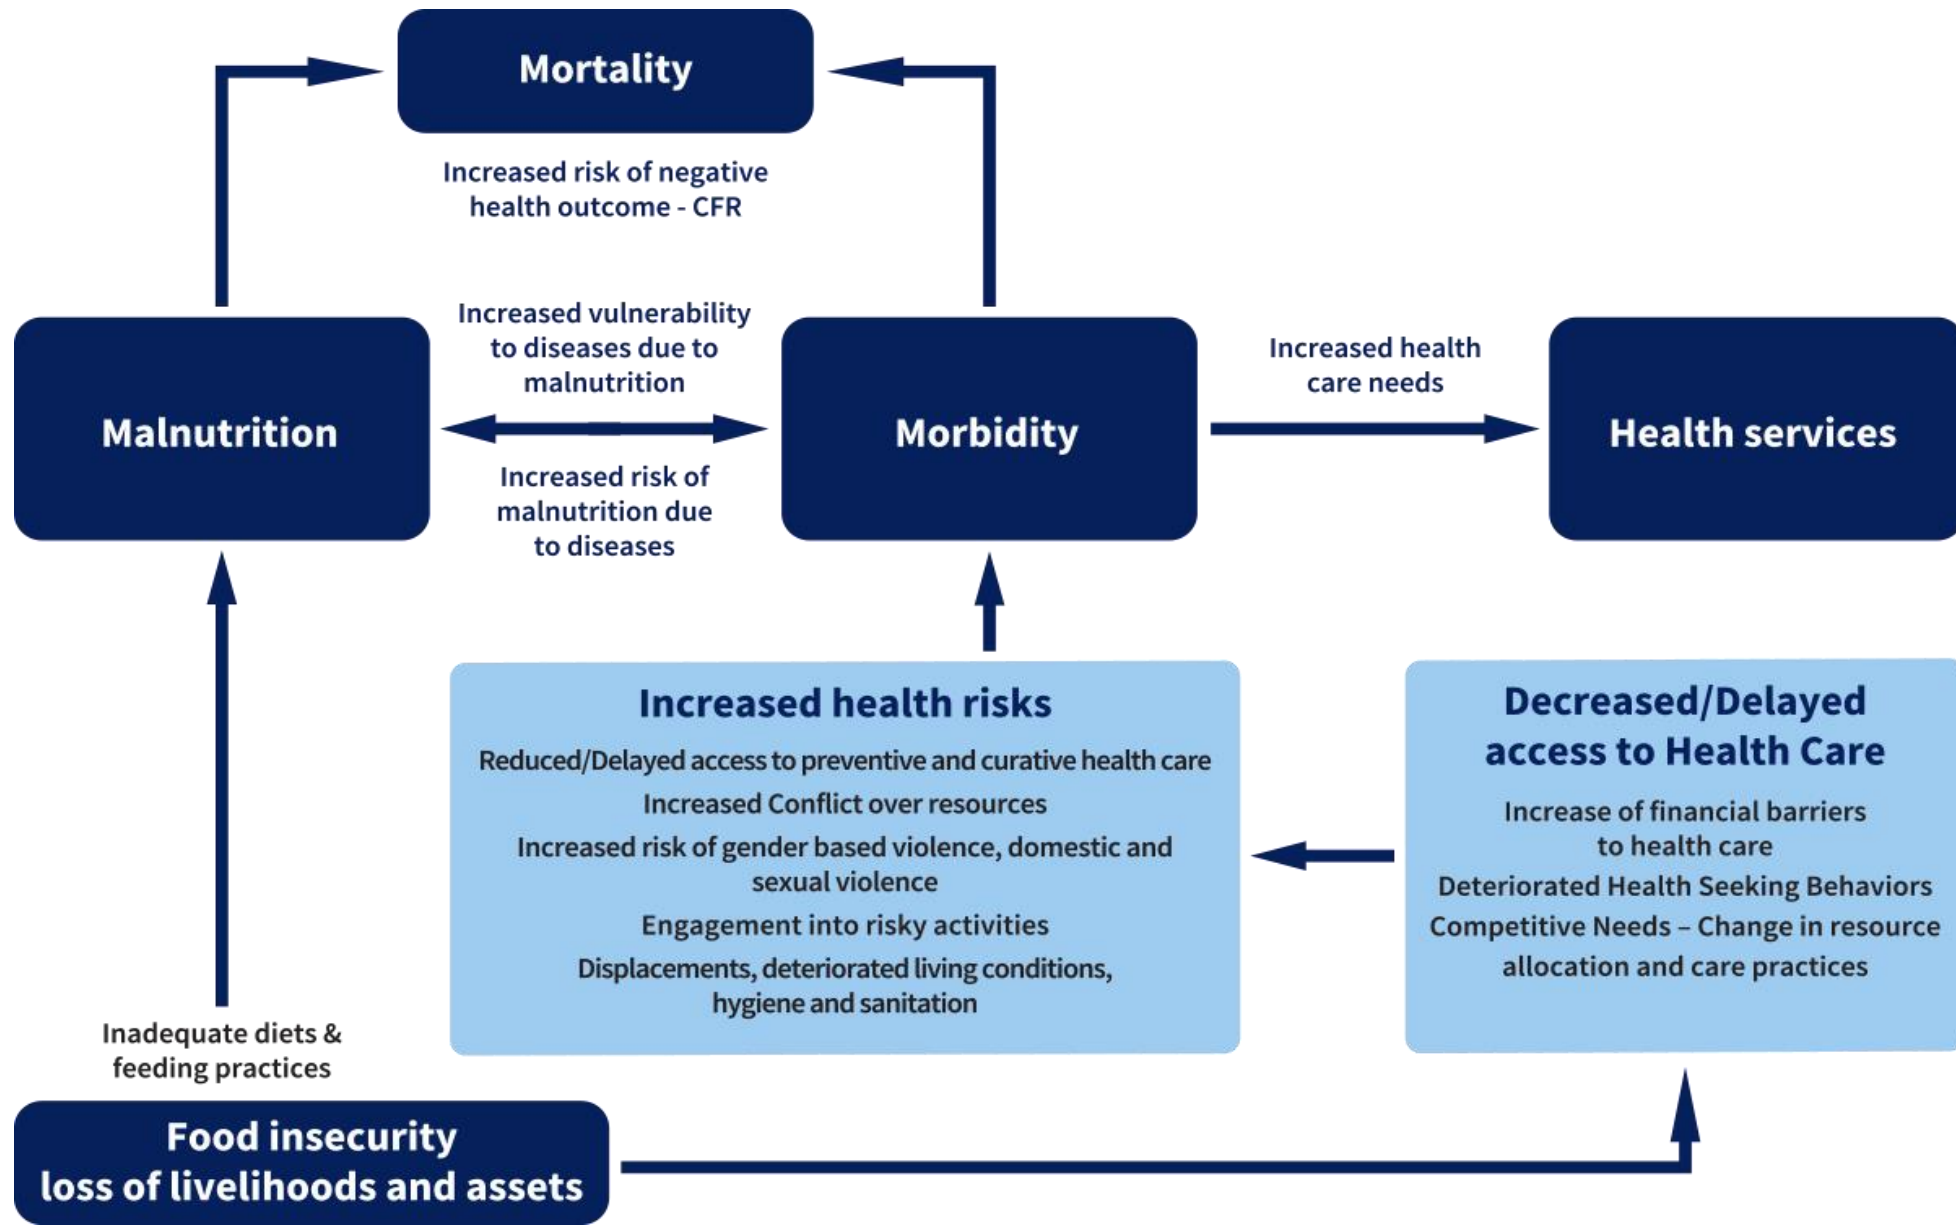 Mortality
Increased risk of negative
health outcome - CFR
Increased vulnerability
to diseases due to
malnutrition
Increased health
care needs
Malnutrition
Morbidity
Health services
Increased risk of
malnutrition due
to diseases
Increased health risks
Reduced/Delayed access to preventive and curative health care
Increased Conflict over resources
Increased risk of gender based violence, domestic and
sexual violence
Engagement into risky activities
Displacements, deteriorated living conditions,
hygiene and sanitation
Decreased/Delayed
access to Health Care
Increase of financial barriers
to health care
Deteriorated Health Seeking Behaviors
Competitive Needs – Change in resource
allocation and care practices
Inadequate diets &
feeding practices
Food insecurity
loss of livelihoods and assets